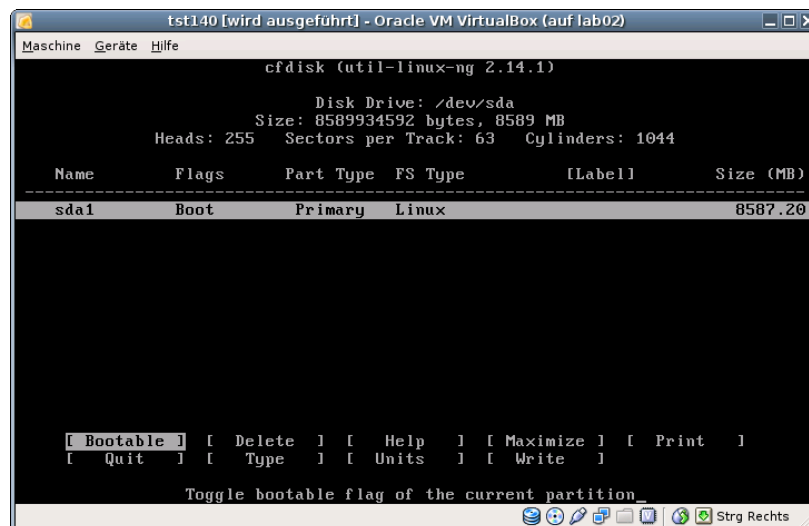 tst140 [wird ausgeführt] - Oracle VM VirtualBox (auf lab02)
Maschine Geräte Hilfe
cfdisk (util-linux-ng 2.14.1)
Disk Drive: /dev/sda
Size: 8589934592 bytes, 8589 MB
Heads: 255 Sectors per Track: 63 Cylinders: 1044
Name Flags Part Type FS Type [Label] Size (MB)
sda1 Boot Primary Linux 8587.20
[ Bootable ] [ Delete ] [ Help ] [ Maximize ] [ Print ]
[ Quit ] [ Type ] [ Units ] [ Write ]
Toggle bootable flag of the current partition_
Strg Rechts